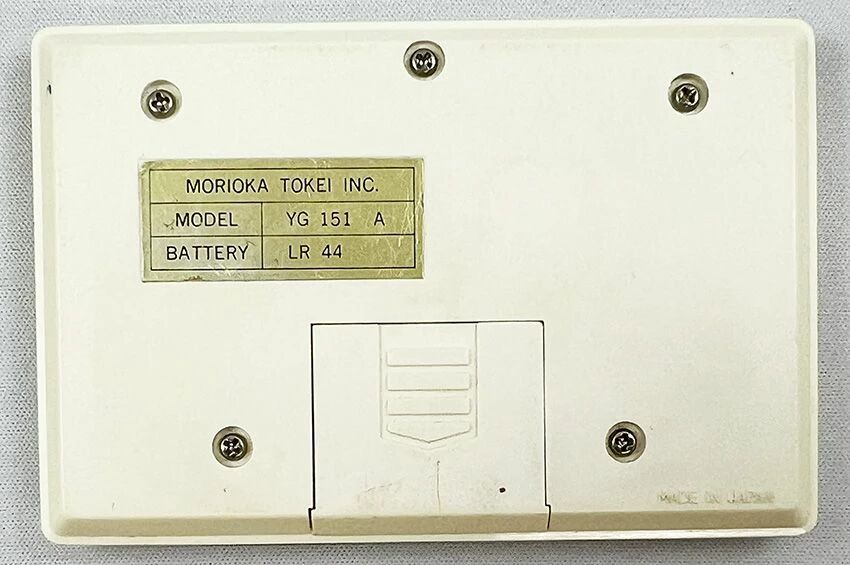 MORIOKA TOKEI INC.
MODEL YG 151 A
BATTERY LR 44
MADE IN JAPAN